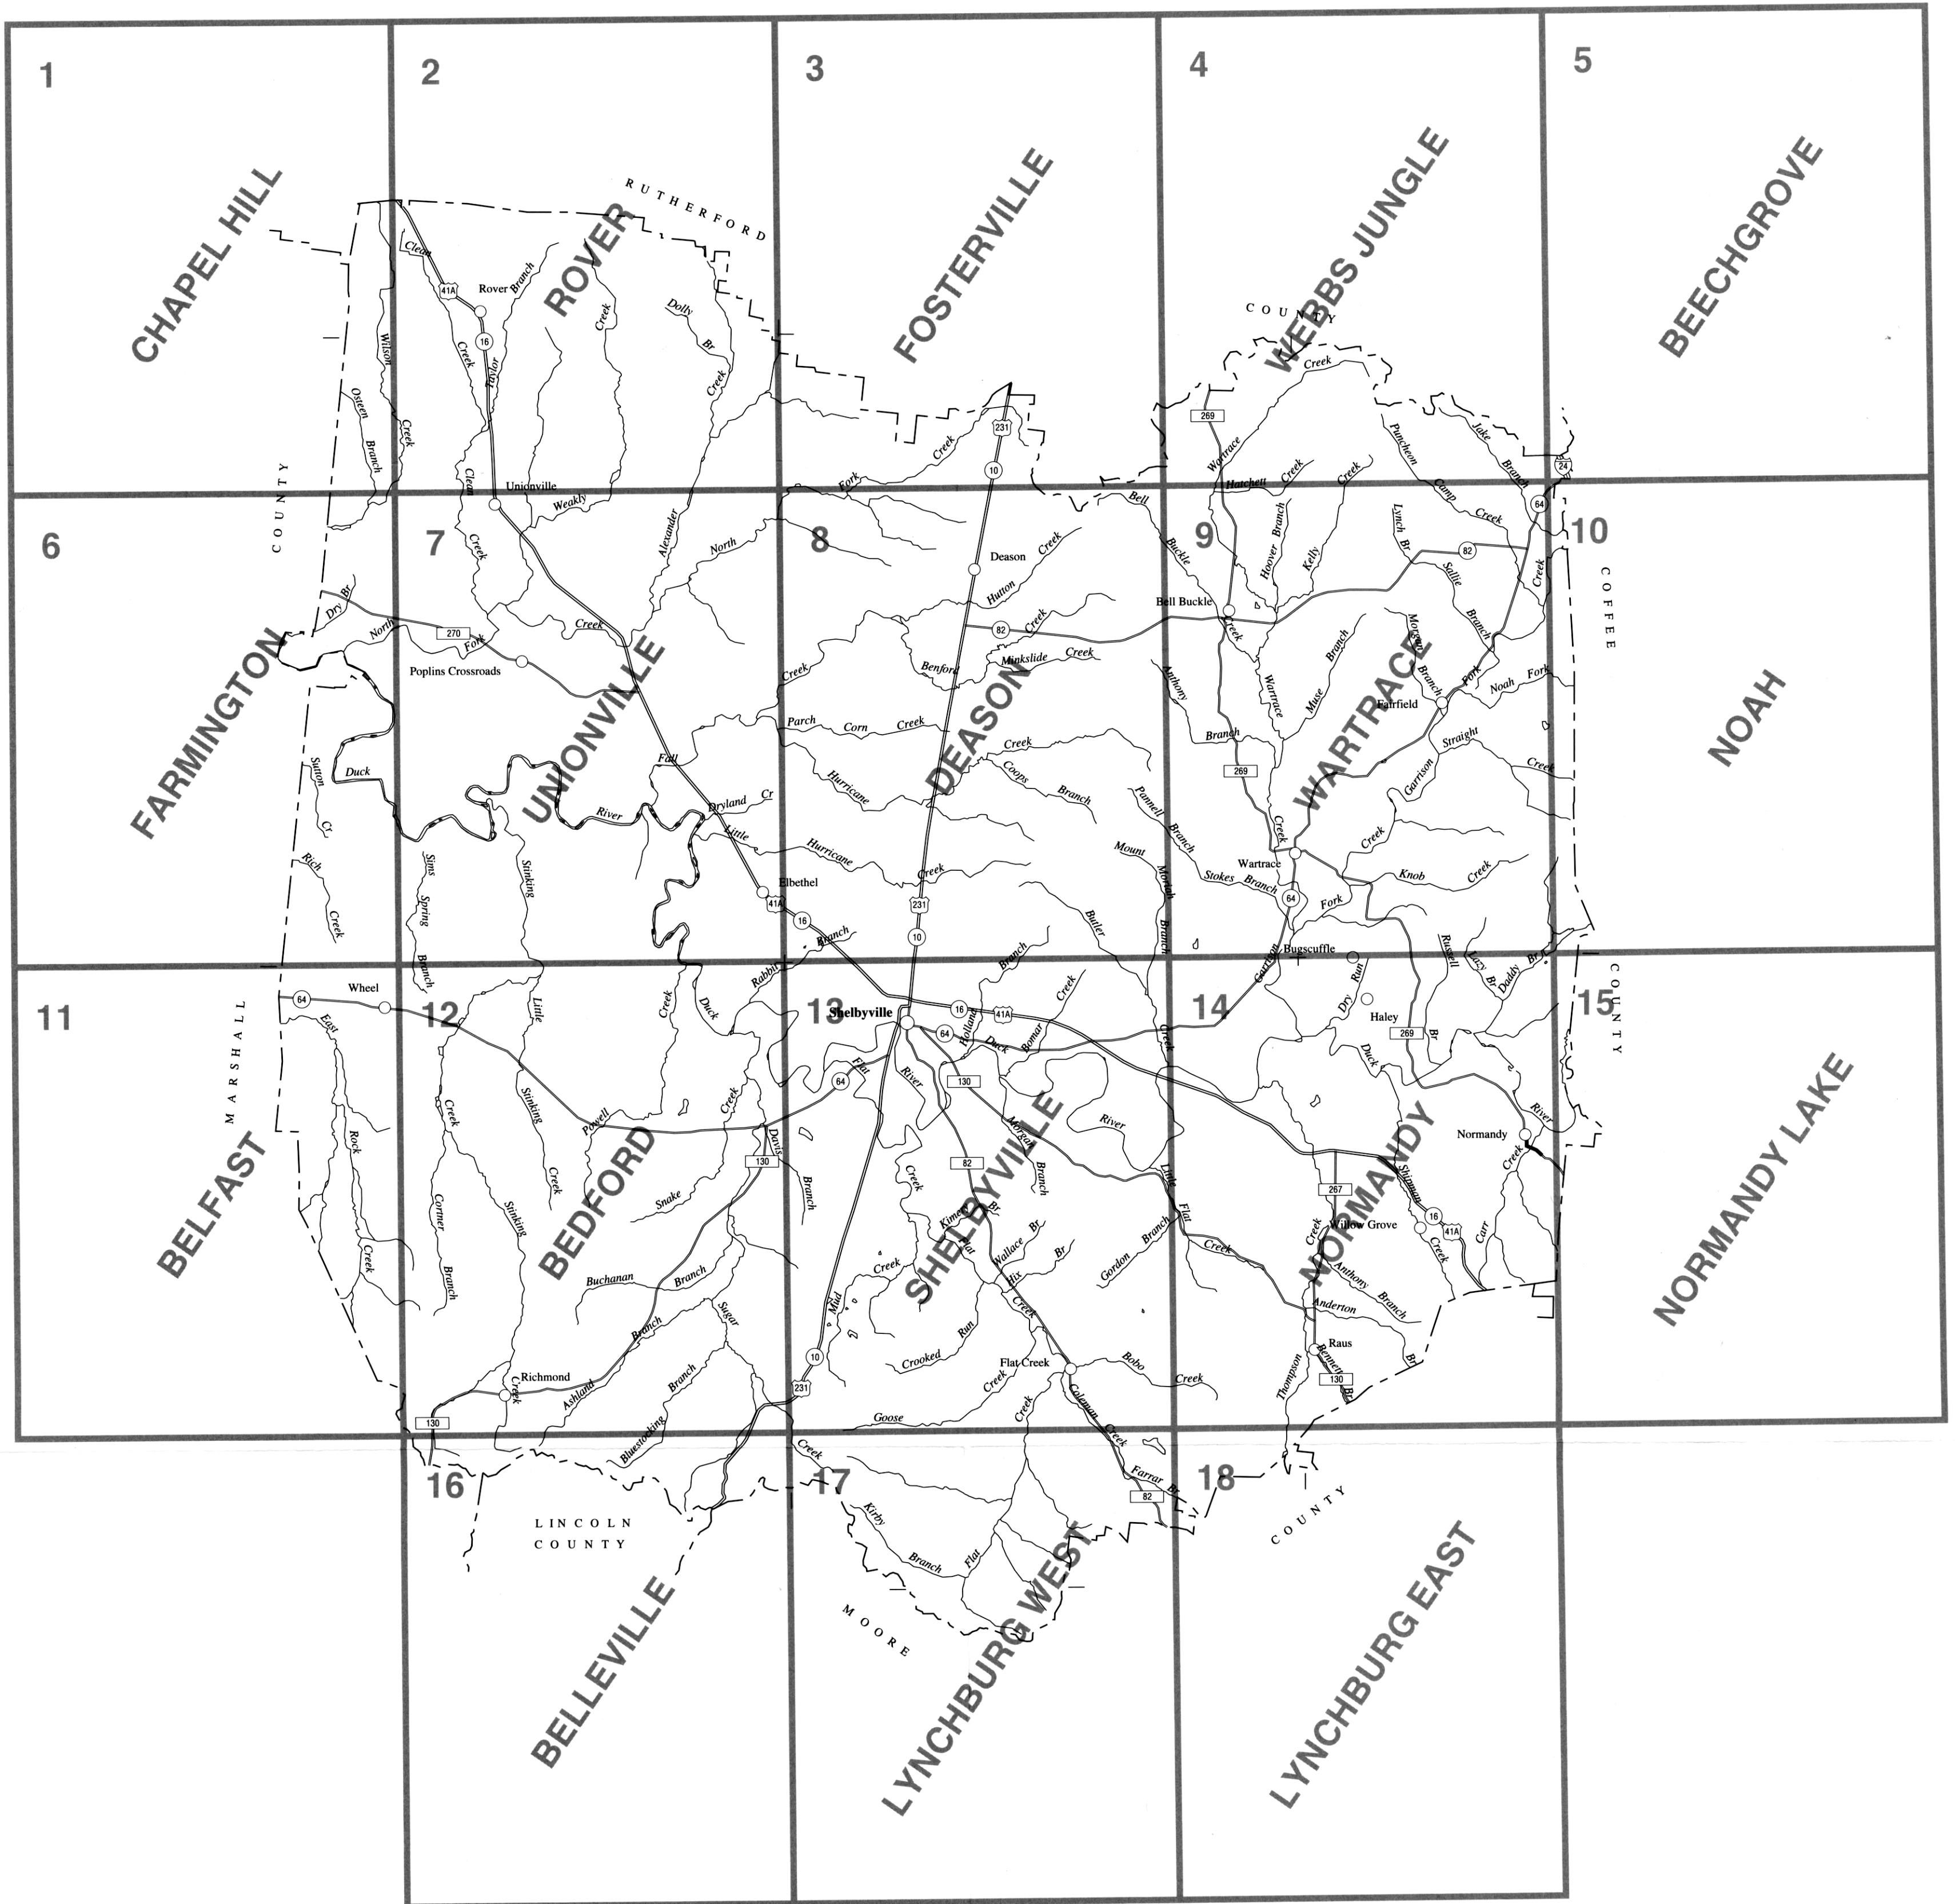 1
2
3
4
5
CHAPEL HILL
ROVER
FOSTERVILLE
WEBBS JUNGLE
BEECHGROVE
RUTHERFORD
COUNTY
Clean
Creek
41A
Rover
16
Taylor
Branch
Creek
Dolly
Br
Creek
Wilson
Creek
Osteen
Branch
231
10
Creek
Fork
269
Wartrace
Creek
Hatchett
Creek
Creek
Puncheon
Camp
Creek
Jake
Branch
24
64
COUNTY
6
7
8
9
10
FARMINGTON
UNIONVILLE
DEASON
WARTRACE
NOAH
Unionville
Clean
Creek
Weakly
Creek
Alexander
North
Dry Br
North
Fork
270
Poplins Crossroads
Duck
River
Sutton
Cr
Rich
Creek
Sims
Spring
Branch
Stinking
Fall
Creek
Dryland Cr
Little
Hurricane
Creek
Elbethel
41A
16
Branch
Deason
Hutton
Creek
82
Creek
Benford
Minkslide
Creek
Parch
Corn
Creek
Hurricane
Creek
Coops
Branch
231
10
Butler
Branch
Bell
Buckle
Creek
Bell Buckle
Hoover Branch
Kelly
Lynch
Br
82
Sallie
Branch
Creek
Morgan
Branch
Fork
Noah
Fork
Fairfield
Muse
Branch
Wartrace
Creek
Anthony
Branch
269
Straight
Creek
Garrison
Creek
Pannell
Branch
Mount
Moriah
Branch
Stokes
Branch
Wartrace
64
Knob
Creek
Fork
Bugscuffle
Garrison
Russell
Br
Lazy
Br
Daddy
Br
COFFEE
COUNTY
11
12
13
14
15
MARSHALL
BELFAST
BEDFORD
SHELBYVILLE
NORMANDY
NORMANDY LAKE
64
Wheel
East
Rock
Creek
Creek
Cortner
Branch
Little
Stinking
Creek
Stinking
Creek
Powell
Creek
Duck
Rabbit
Creek
Snake
Davis
Branch
130
Buchanan
Branch
Branch
Ashland
Sugar
Creek
Branch
Bluestocking
Richmond
130
Shelbyville
16
41A
64
Holland
Bomar
Creek
Duck
River
Flat
64
130
River
Morgan
Branch
82
Creek
Kimery
Br
Flat
Creek
Wallace
Br
Hix
Br
Creek
Mud
10
231
Crooked
Run
Flat Creek
Creek
Goose
Bobo
Creek
Coleman
Creek
Creek
Little
Flat
Creek
Gordon
Branch
Creek
Dry
Run
Haley
269
Duck
River
Normandy
Creek
Carr
267
Shipman
Creek
16
41A
Willow Grove
Creek
Anthony
Branch
Anderton
Br
Raus
Bennett
Br
130
Thompson
16
17
18
LINCOLN
COUNTY
Kirby
Branch
Flat
Farrar
Br
82
MOORE
COUNTY
BELLEVILLE
LYNCHBURG WEST
LYNCHBURG EAST